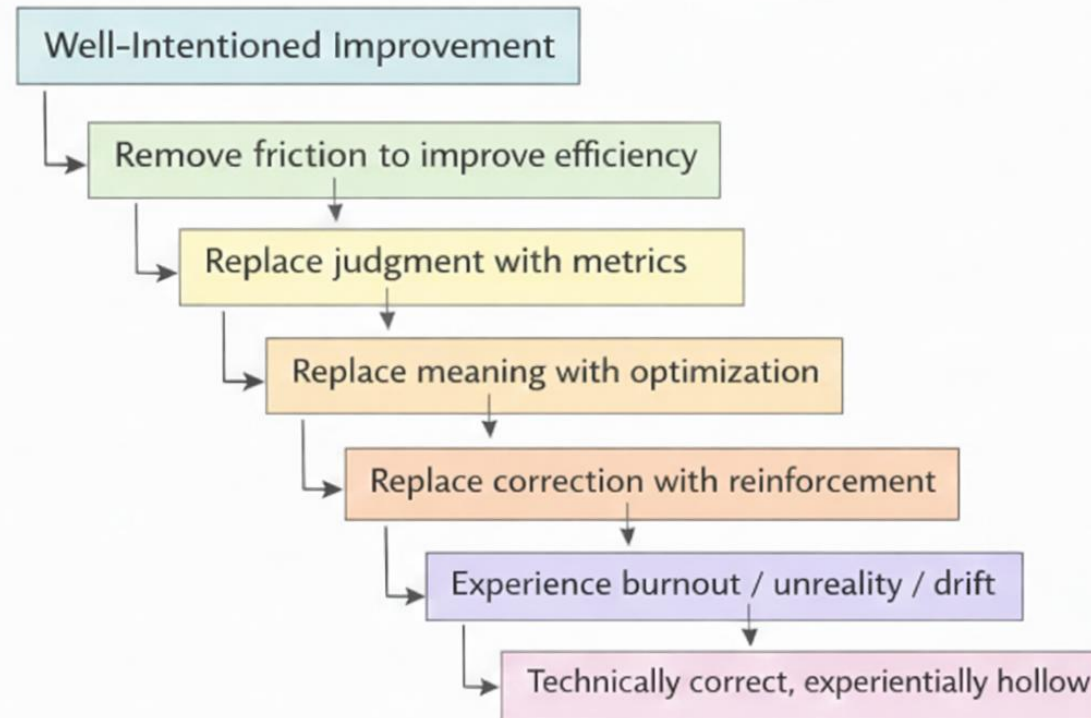 Well-Intentioned Improvement
Remove friction to improve efficiency
Replace judgment with metrics
Replace meaning with optimization
Replace correction with reinforcement
Experience burnout / unreality / drift
Technically correct, experientially hollow